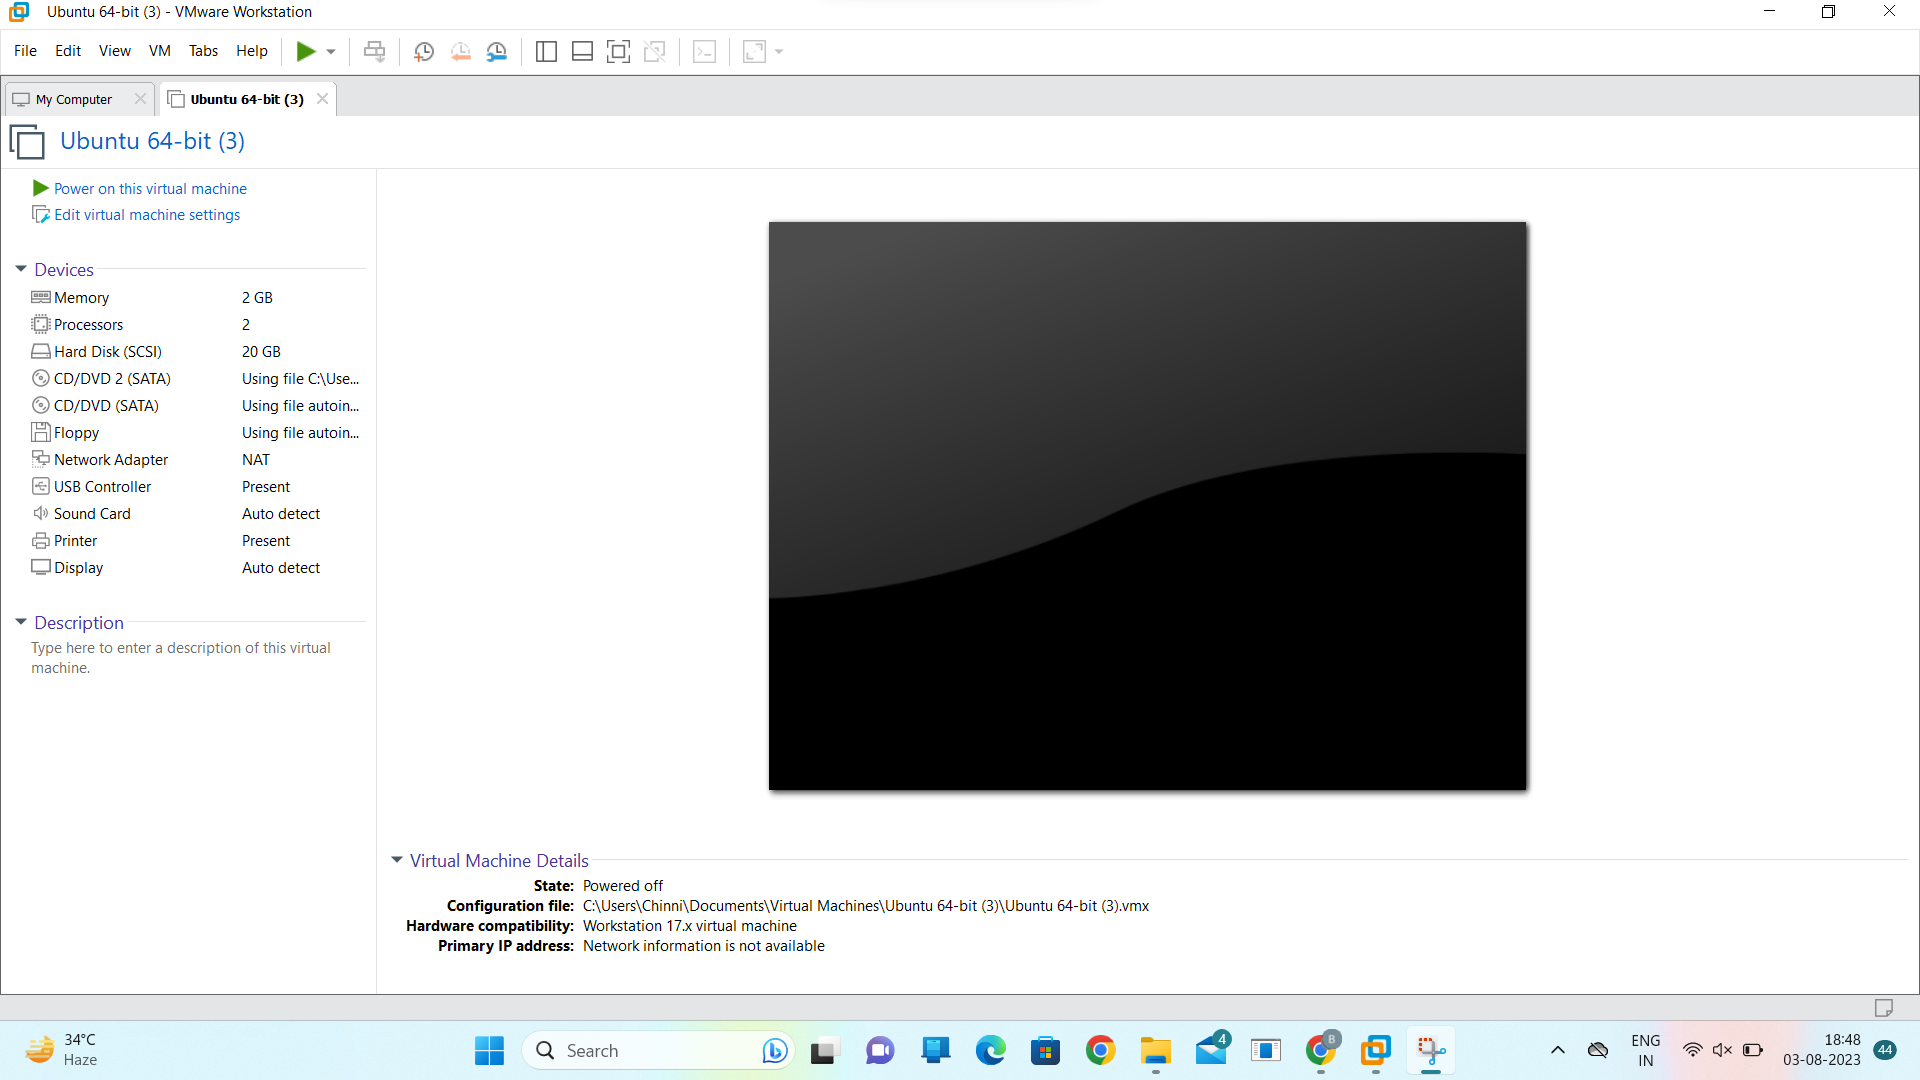 Ubuntu 64-bit (3) - VMware Workstation
File Edit View VM Tabs Help
My Computer
Ubuntu 64-bit (3)
Ubuntu 64-bit (3)
Power on this virtual machine
Edit virtual machine settings
Devices
Memory 2 GB
Processors 2
Hard Disk (SCSI) 20 GB
CD/DVD 2 (SATA) Using file C:\Use...
CD/DVD (SATA) Using file autoin...
Floppy Using file autoin...
Network Adapter NAT
USB Controller Present
Sound Card Auto detect
Printer Present
Display Auto detect
Description
Type here to enter a description of this virtual
machine.
Virtual Machine Details
State: Powered off
Configuration file: C:\Users\Chinni\Documents\Virtual Machines\Ubuntu 64-bit (3)\Ubuntu 64-bit (3).vmx
Hardware compatibility: Workstation 17.x virtual machine
Primary IP address: Network information is not available
34°C
Haze
Search
4
B
ENG
IN
18:48
03-08-2023
44